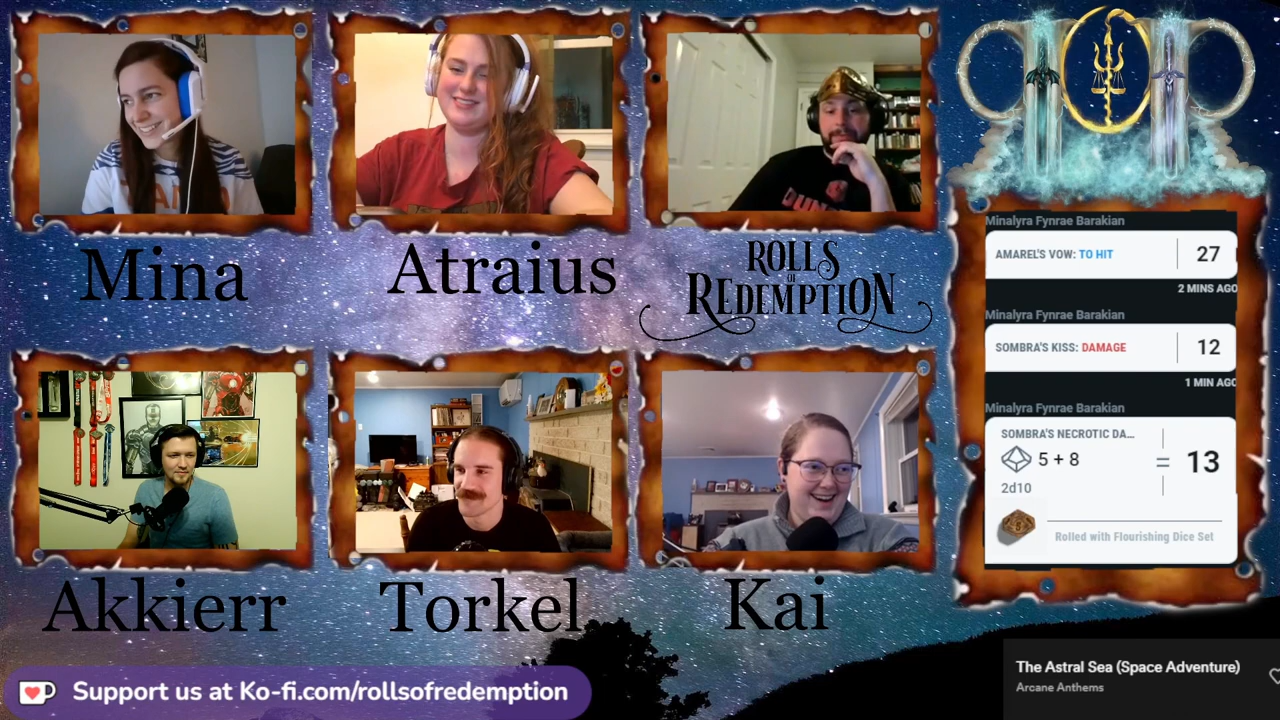 Mina
Atraius
ROLLS
OF
REDEMPTION
Akkierr
Torkel
Kai
Minalyra Fynrae Barakian
AMAREL'S VOW: TO HIT
27
2 MINS AGO
Minalyra Fynrae Barakian
SOMBRA'S KISS: DAMAGE
12
1 MIN AGO
Minalyra Fynrae Barakian
SOMBRA'S NECROTIC DA...
5 + 8
= 13
2d10
Rolled with Flourishing Dice Set
Support us at Ko-fi.com/rollsofredemption
The Astral Sea (Space Adventure)
Arcane Anthems